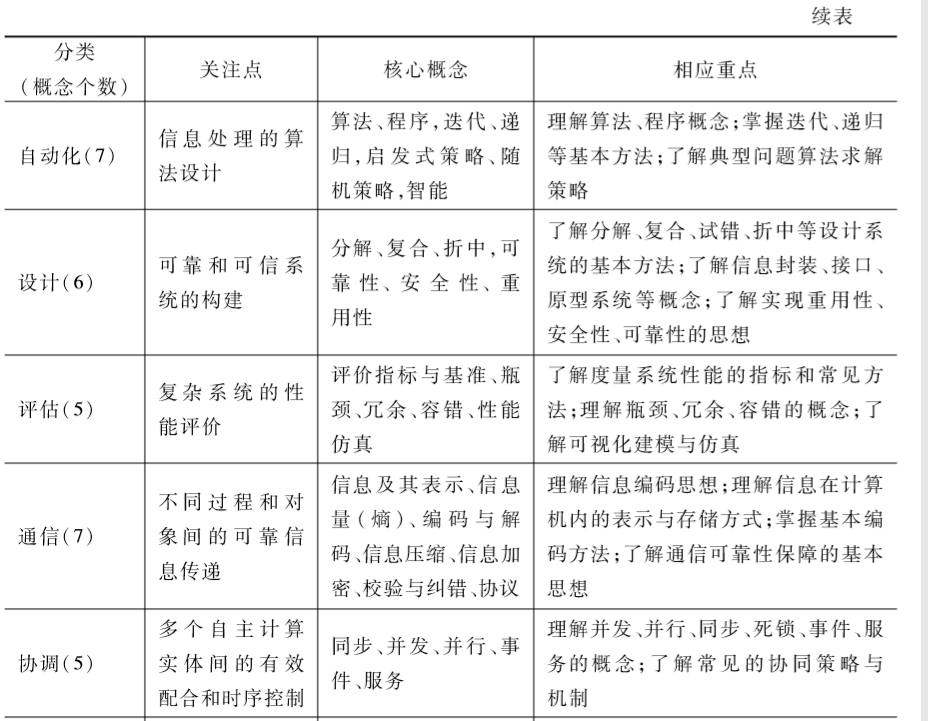 续表
分类
（概念个数）
关注点
核心概念
相应重点
自动化(7)
信息处理的算
法设计
算法、程序,迭代、递
归,启发式策略、随
机策略,智能
理解算法、程序概念;掌握迭代、递归
等基本方法;了解典型问题算法求解
策略
设计(6)
可靠和可信系
统的构建
分解、复合、折中,可
靠性、安全性、重
用性
了解分解、复合、试错、折中等设计系
统的基本方法;了解信息封装、接口、
原型系统等概念;了解实现重用性、
安全性、可靠性的思想
评估(5)
复杂系统的性
能评价
评价指标与基准、瓶
颈、冗余、容错、性能
仿真
了解度量系统性能的指标和常见方
法;理解瓶颈、冗余、容错的概念;了
解可视化建模与仿真
通信(7)
不同过程和对
象间的可靠信
息传递
信息及其表示、信息
量(熵)、编码与解
码、信息压缩、信息加
密、校验与纠错、协议
理解信息编码思想;理解信息在计算
机内的表示与存储方式;掌握基本编
码方法;了解通信可靠性保障的基本
思想
协调(5)
多个自主计算
实体间的有效
配合和时序控制
同步、并发、并行、事
件、服务
理解并发、并行、同步、死锁、事件、服
务的概念;了解常见的协同策略与
机制